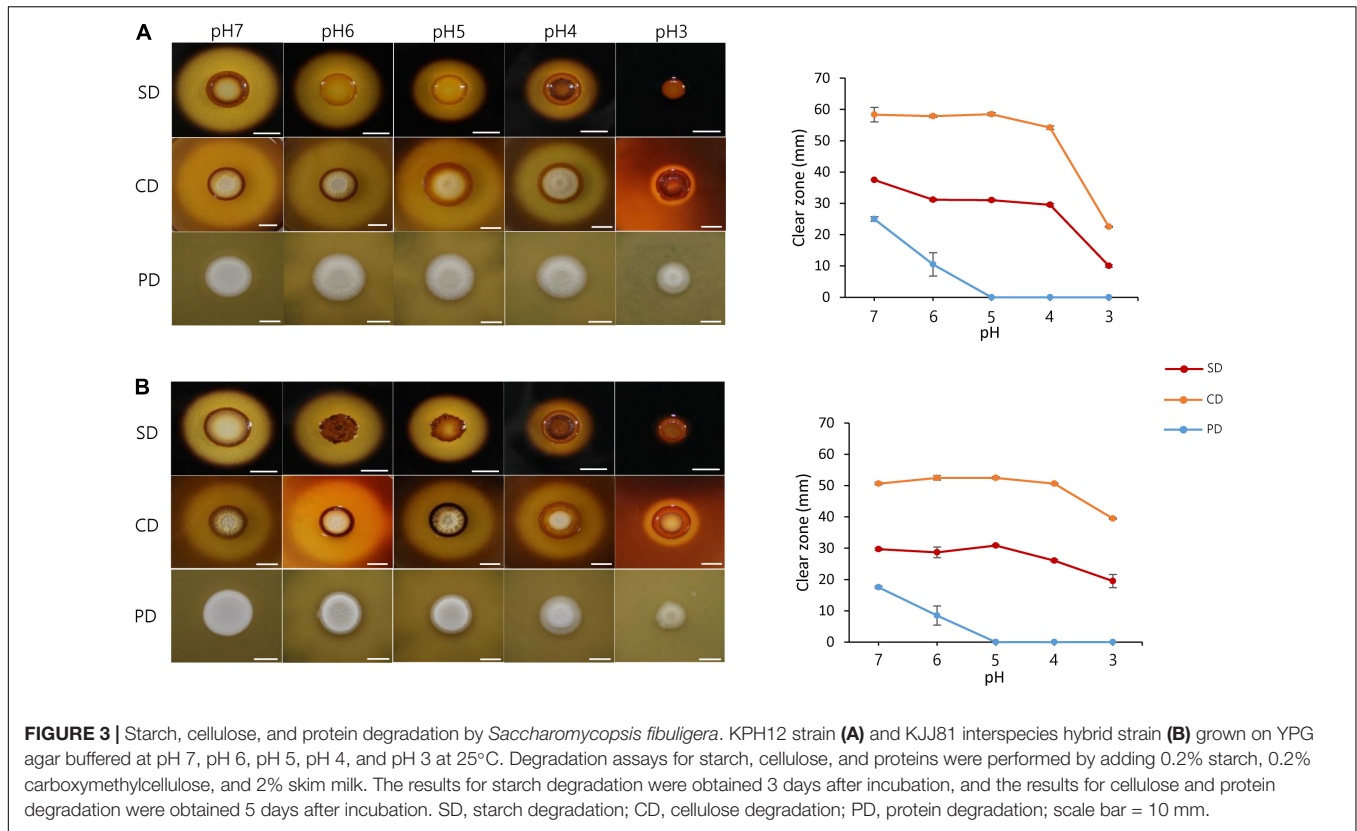 A
pH7 pH6 pH5 pH4 pH3
SD
CD
PD
70
60
50
40
30
20
10
0
Clear zone (mm)
7 6 5 4 3
pH
B
SD
CD
PD
70
60
50
40
30
20
10
0
Clear zone (mm)
7 6 5 4 3
pH
SD
CD
PD
FIGURE 3 | Starch, cellulose, and protein degradation by Saccharomycopsis fibuligera. KPH12 strain (A) and KJJ81 interspecies hybrid strain (B) grown on YPG
agar buffered at pH 7, pH 6, pH 5, pH 4, and pH 3 at 25°C. Degradation assays for starch, cellulose, and proteins were performed by adding 0.2% starch, 0.2%
carboxymethylcellulose, and 2% skim milk. The results for starch degradation were obtained 3 days after incubation, and the results for cellulose and protein
degradation were obtained 5 days after incubation. SD, starch degradation; CD, cellulose degradation; PD, protein degradation; scale bar = 10 mm.